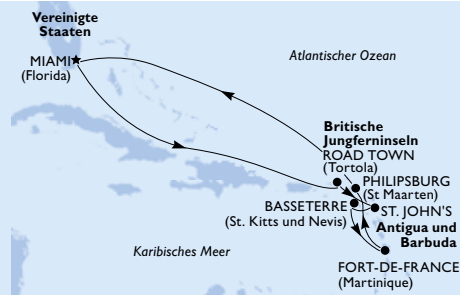 Vereinigte
Staaten
MIAMI
(Florida)
Atlantischer Ozean
Britische
Jungferninseln
ROAD TOWN
(Tortola)
PHILIPSBURG
(St Maarten)
BASSETERRE
(St. Kitts und Nevis)
ST. JOHN'S
Antigua und
Barbuda
Karibisches Meer
FORT-DE-FRANCE
(Martinique)